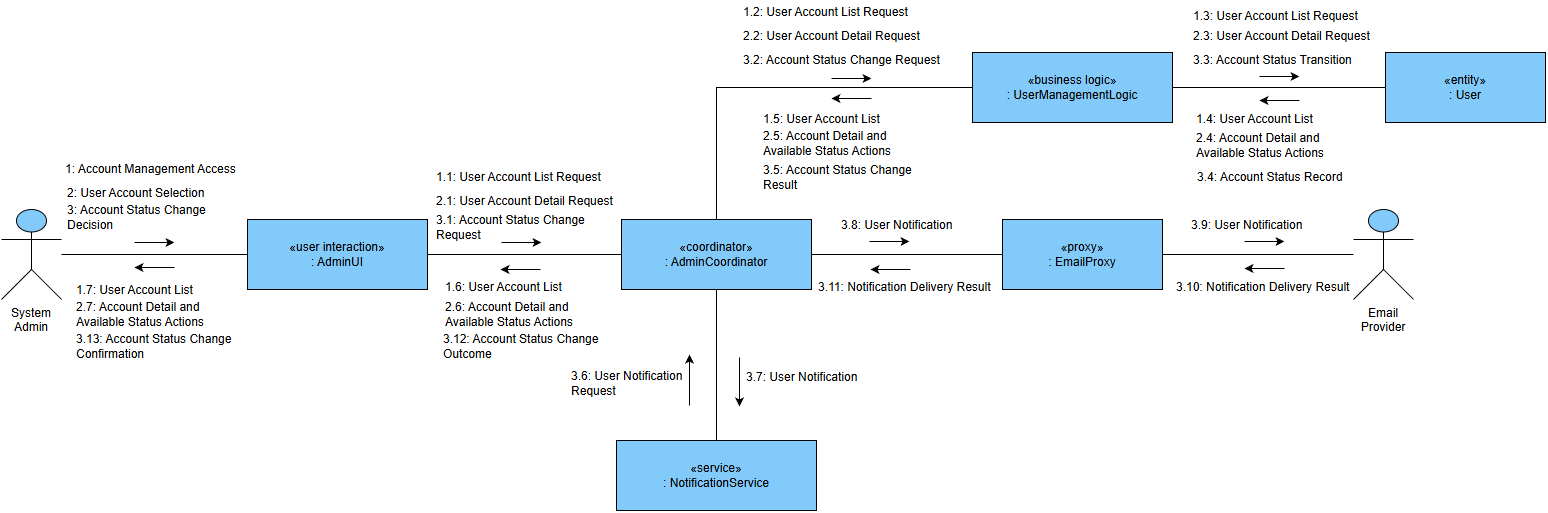 1.2: User Account List Request
2.2: User Account Detail Request
3.2: Account Status Change Request
1.3: User Account List Request
2.3: User Account Detail Request
3.3: Account Status Transition
«business logic»
: UserManagementLogic
«entity»
: User
1.5: User Account List
2.5: Account Detail and
Available Status Actions
3.5: Account Status Change
Result
1.4: User Account List
2.4: Account Detail and
Available Status Actions
3.4: Account Status Record
1: Account Management Access
2: User Account Selection
3: Account Status Change
Decision
1.1: User Account List Request
2.1: User Account Detail Request
3.1: Account Status Change
Request
3.8: User Notification
3.9: User Notification
«user interaction»
: AdminUI
«coordinator»
: AdminCoordinator
«proxy»
: EmailProxy
System
Admin
1.7: User Account List
2.7: Account Detail and
Available Status Actions
3.13: Account Status Change
Confirmation
1.6: User Account List
2.6: Account Detail and
Available Status Actions
3.12: Account Status Change
Outcome
3.11: Notification Delivery Result
3.10: Notification Delivery Result
Email
Provider
3.6: User Notification
Request
3.7: User Notification
«service»
: NotificationService